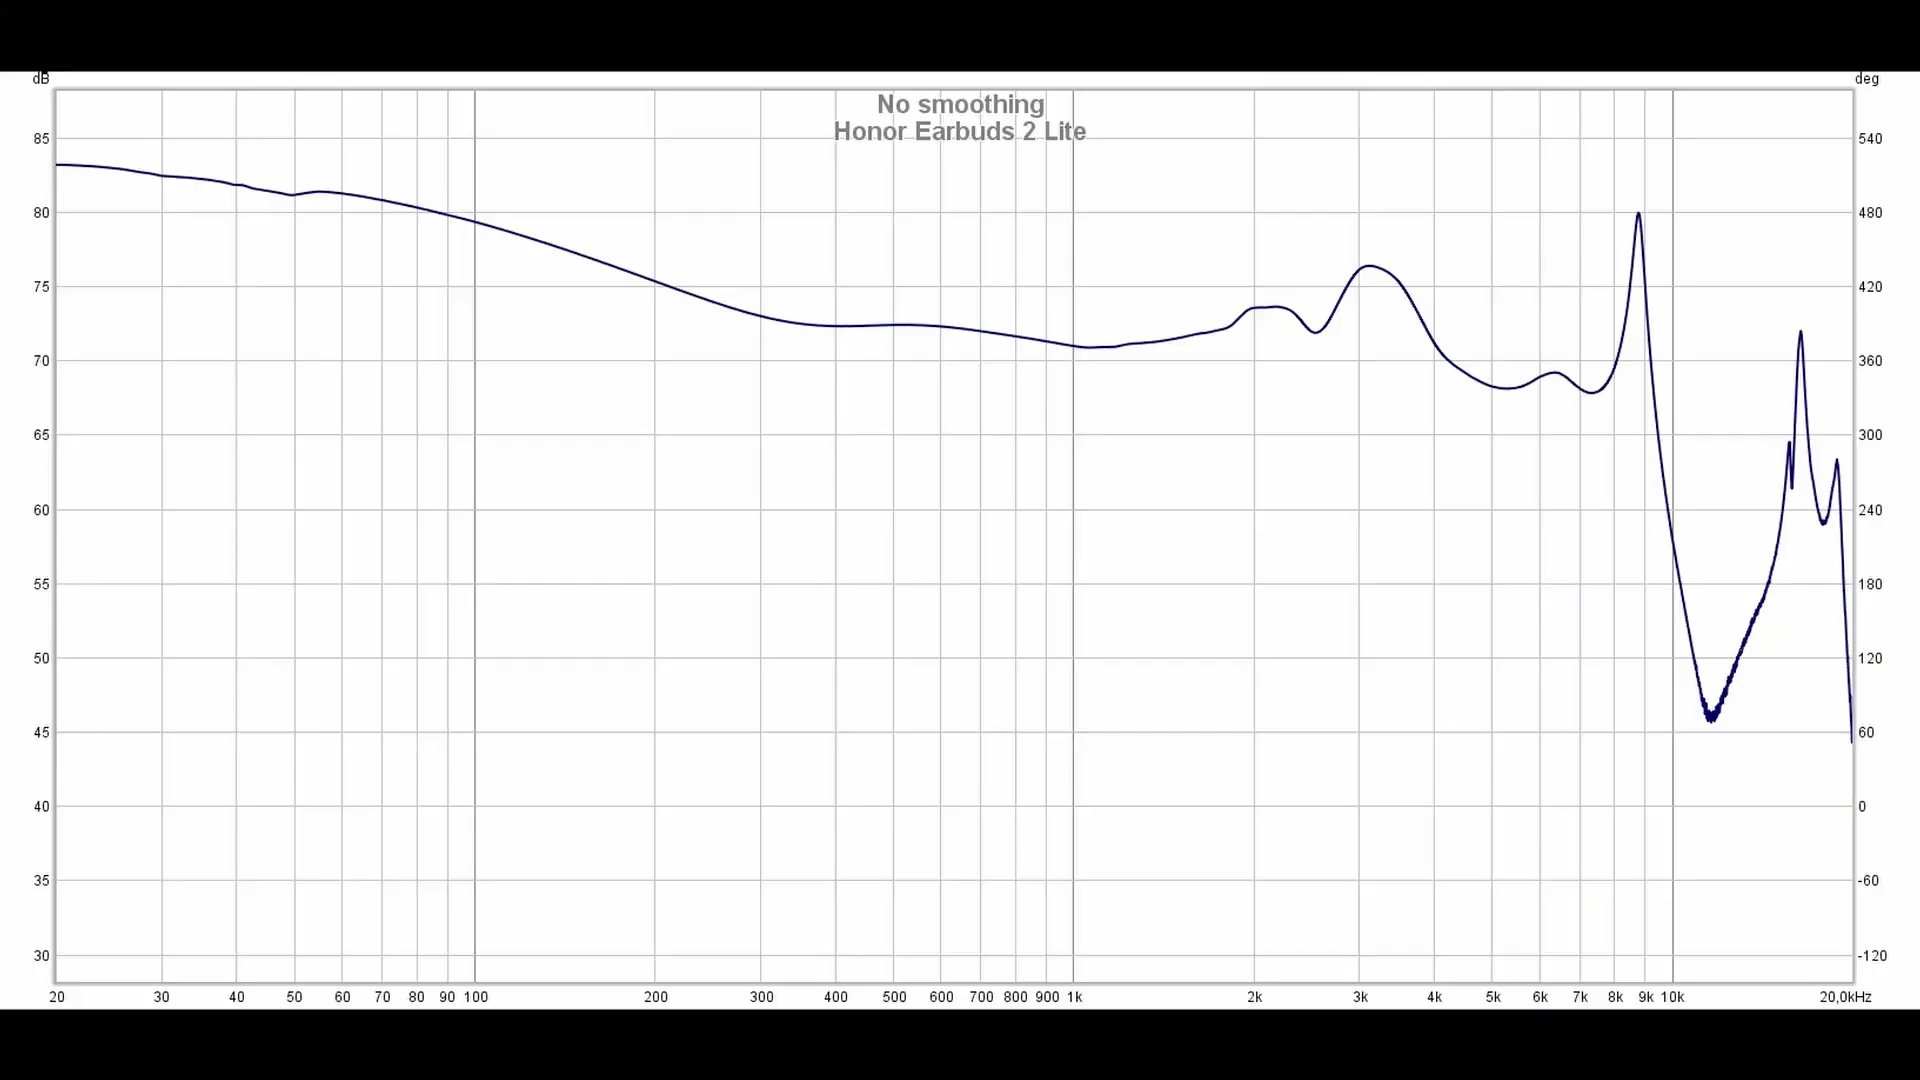 dB
deg
No smoothing
Honor Earbuds 2 Lite
85 540
80 480
75 420
70 360
65 300
60 240
55 180
50 120
45 60
40 0
35 -60
30 -120
20 30 40 50 60 70 80 90 100 200 300 400 500 600 700 800 900 1k 2k 3k 4k 5k 6k 7k 8k 9k 10k 20,0kHz